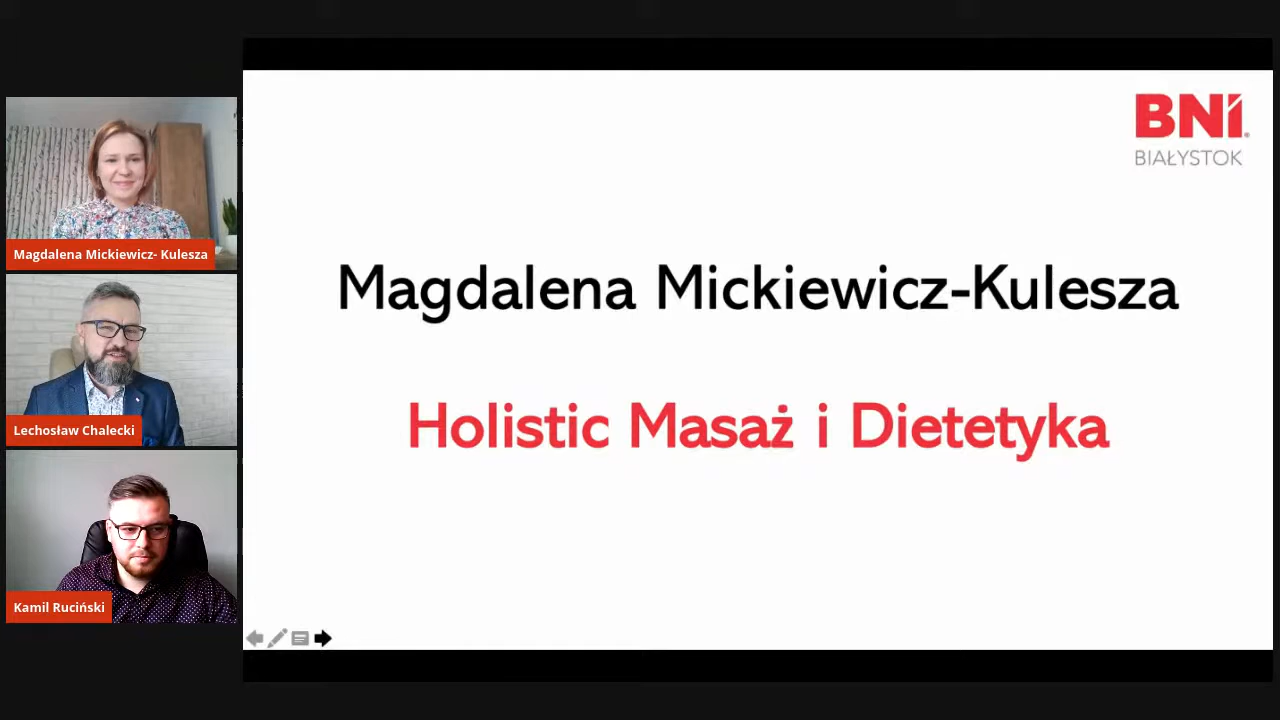 Magdalena Mickiewicz- Kulesza
Lechosław Chalecki
Kamil Ruciński
BNI®
BIAŁYSTOK
Magdalena Mickiewicz-Kulesza
Holistic Masaż i Dietetyka